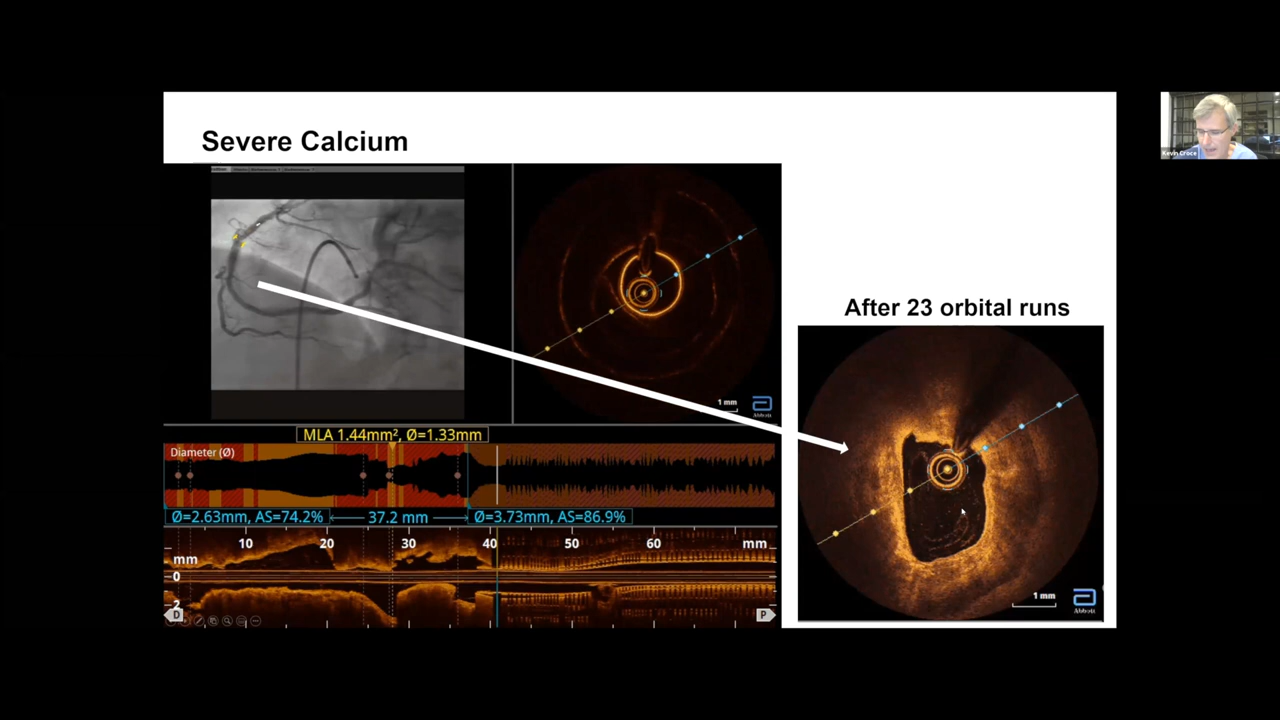 Severe Calcium
Kevin Croce
1 mm
Abbott
After 23 orbital runs
MLA 1.44mm², Ø=1.33mm
Diameter (Ø)
Ø=2.63mm, AS=74.2%
37.2 mm
Ø=3.73mm, AS=86.9%
10 20 30 40 50 60 mm
mm
0
2
D
P
1 mm
Abbott